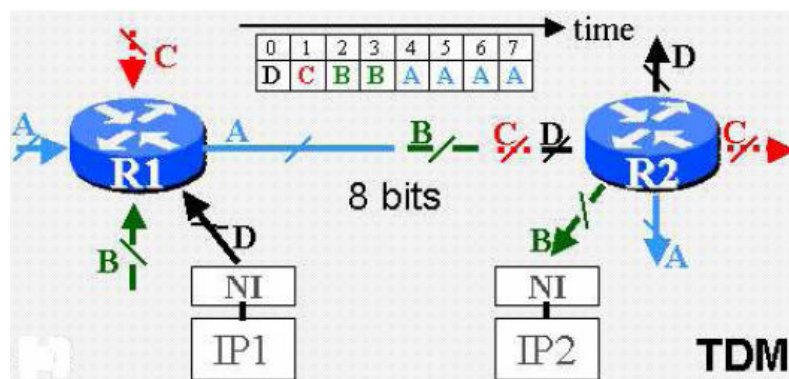 time
0 1 2 3 4 5 6 7
D C B B A A A A
C
D
A
A
B
C
D
C
R1
R2
8 bits
B
D
B
A
NI
NI
IP1
IP2
TDM